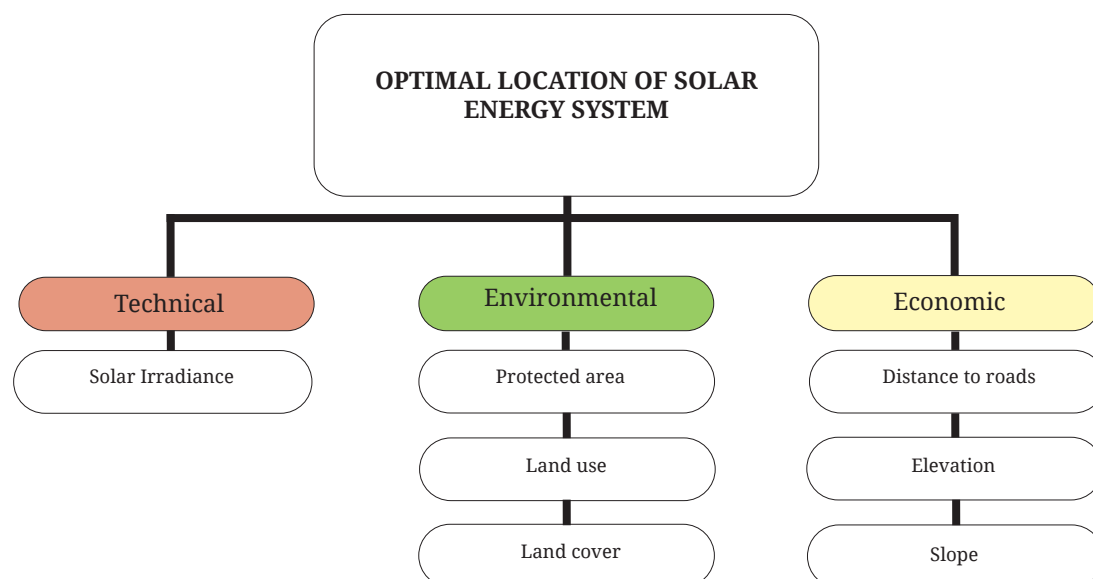 OPTIMAL LOCATION OF SOLAR
ENERGY SYSTEM
Technical
Environmental
Economic
Solar Irradiance
Protected area
Distance to roads
Land use
Elevation
Land cover
Slope